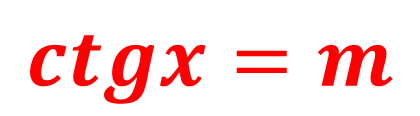 ctgx = m